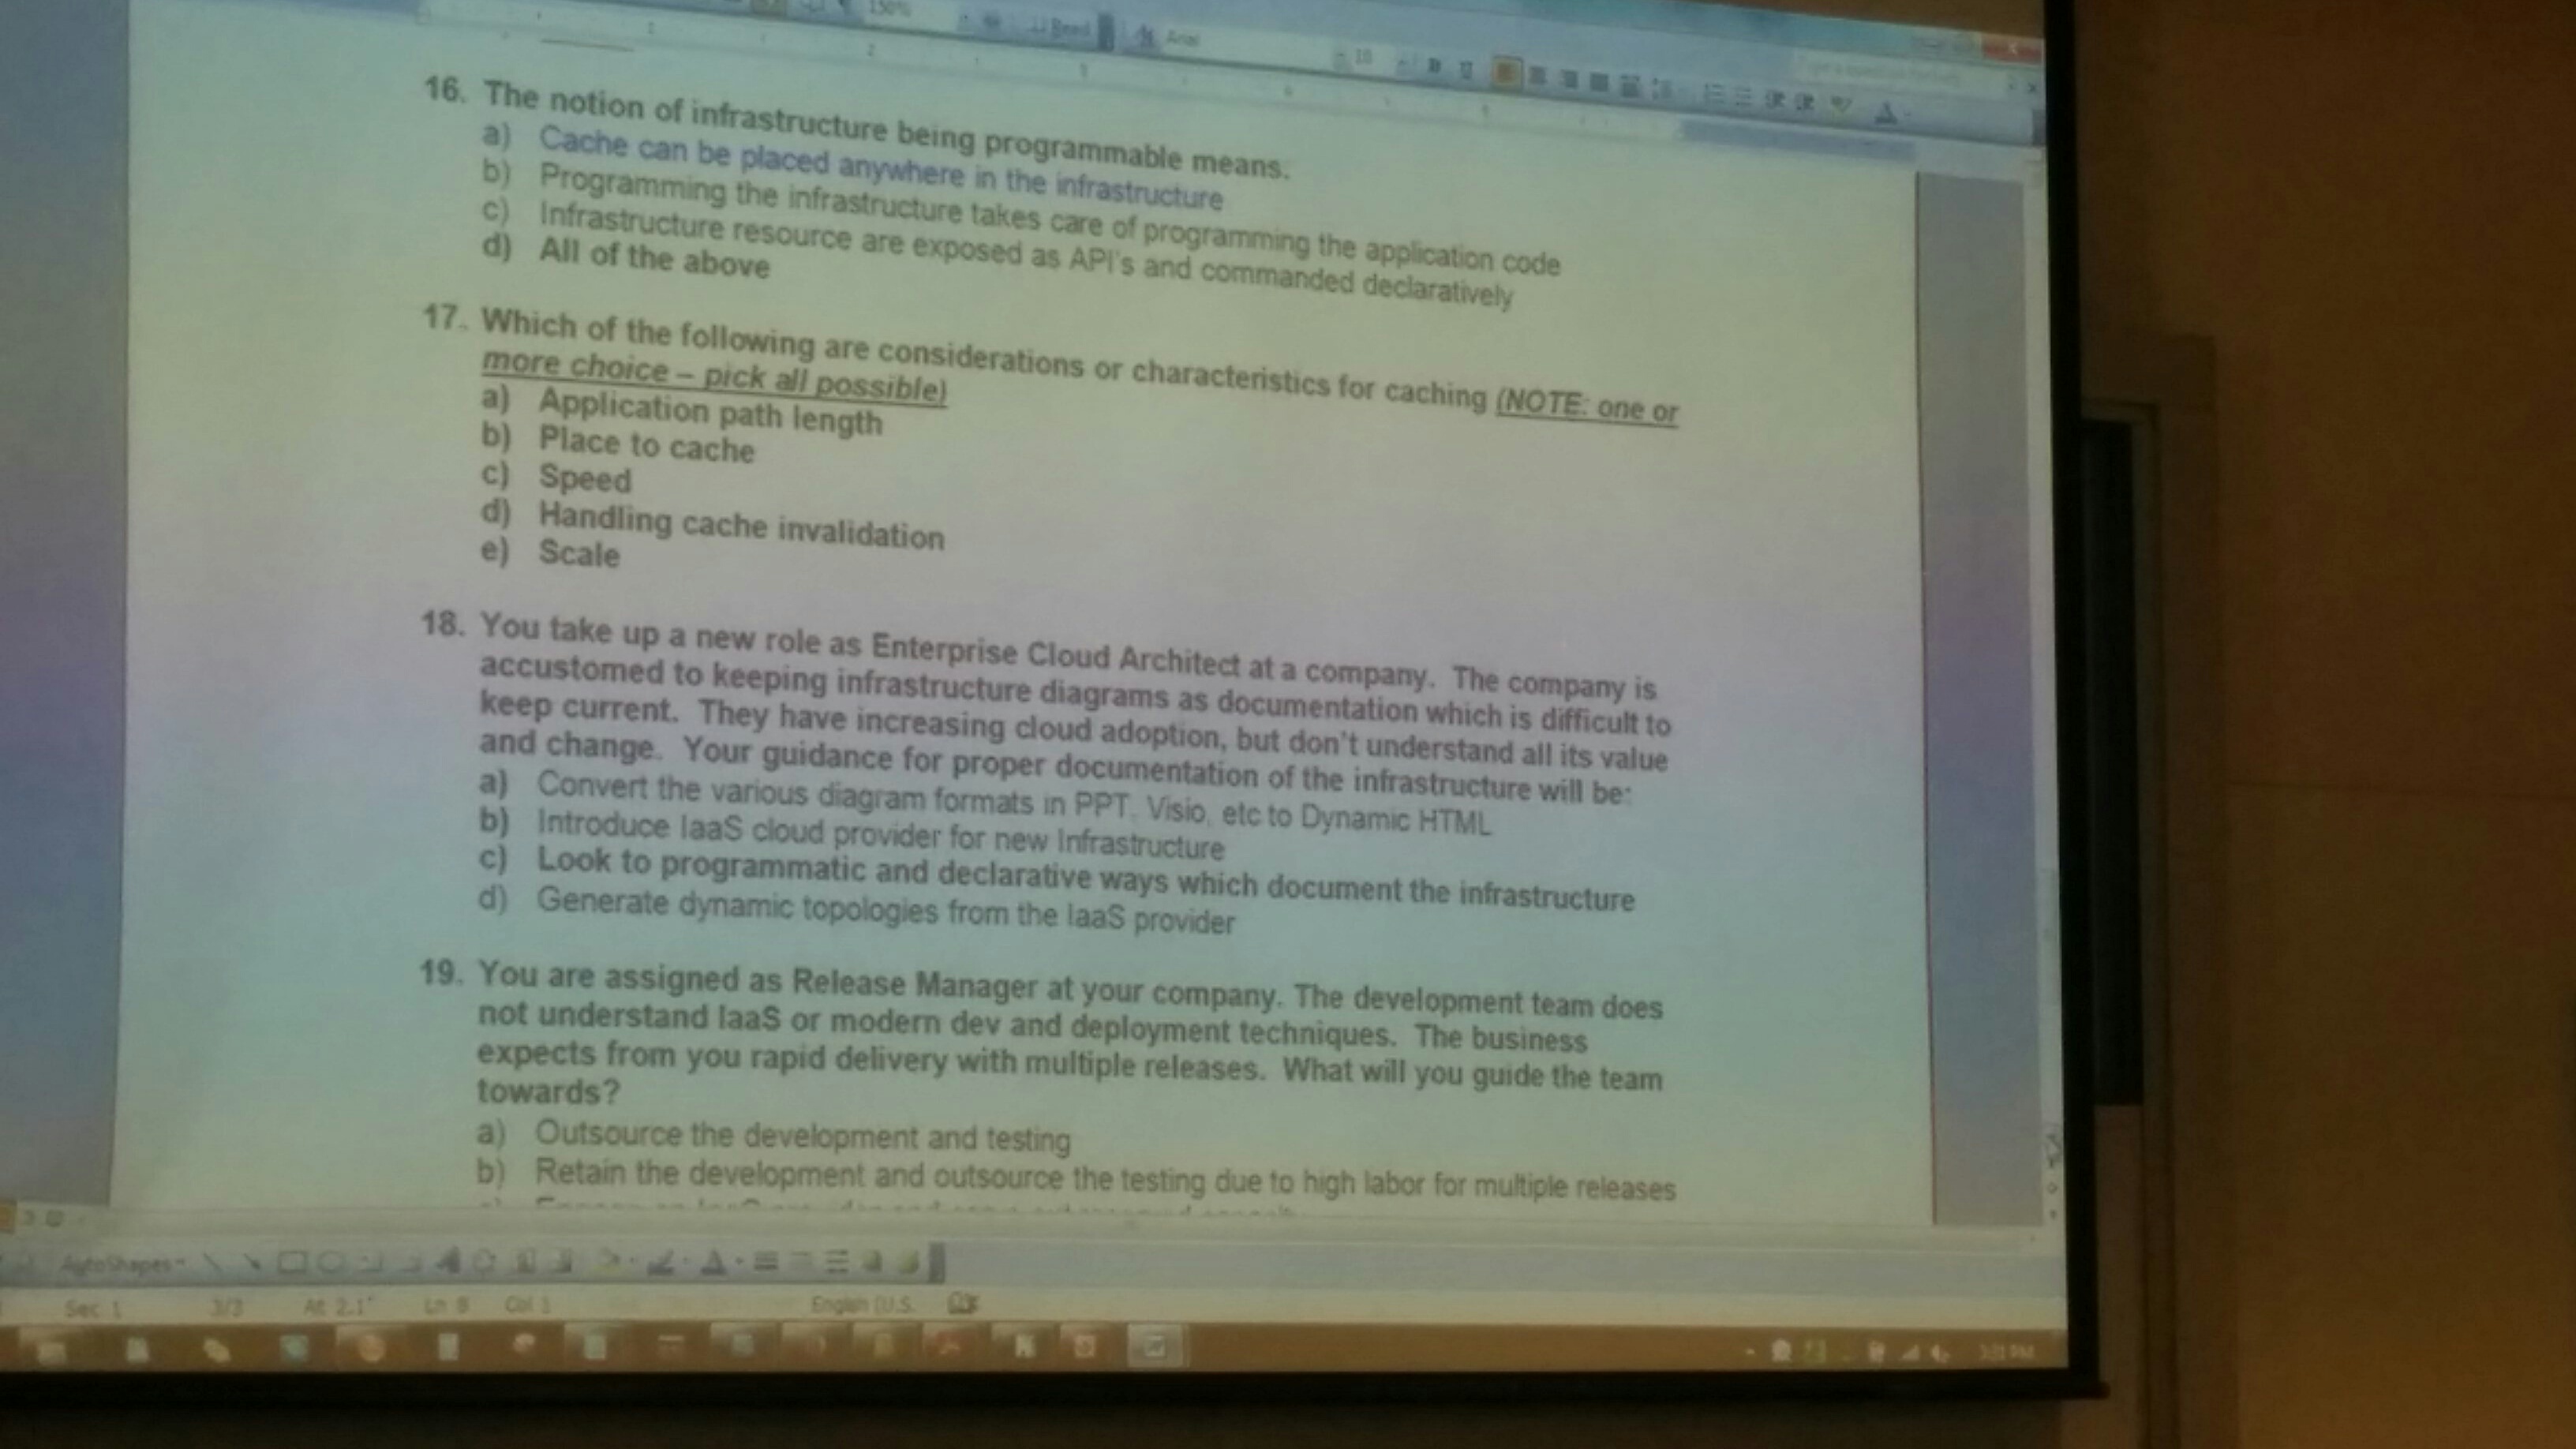 150%
Read
Arial
10
16. The notion of infrastructure being programmable means.
a) Cache can be placed anywhere in the infrastructure
b) Programming the infrastructure takes care of programming the application code
c) Infrastructure resource are exposed as API's and commanded declaratively
d) All of the above
17. Which of the following are considerations or characteristics for caching (NOTE: one or
more choice – pick all possible)
a) Application path length
b) Place to cache
c) Speed
d) Handling cache invalidation
e) Scale
18. You take up a new role as Enterprise Cloud Architect at a company. The company is
accustomed to keeping infrastructure diagrams as documentation which is difficult to
keep current. They have increasing cloud adoption, but don't understand all its value
and change. Your guidance for proper documentation of the infrastructure will be:
a) Convert the various diagram formats in PPT, Visio, etc to Dynamic HTML
b) Introduce IaaS cloud provider for new Infrastructure
c) Look to programmatic and declarative ways which document the infrastructure
d) Generate dynamic topologies from the IaaS provider
19. You are assigned as Release Manager at your company. The development team does
not understand IaaS or modern dev and deployment techniques. The business
expects from you rapid delivery with multiple releases. What will you guide the team
towards?
a) Outsource the development and testing
b) Retain the development and outsource the testing due to high labor for multiple releases
AutoShapes
Sec 1 3/3 At 2.1" Ln 8 Col 1 English (U.S.
3:31 PM